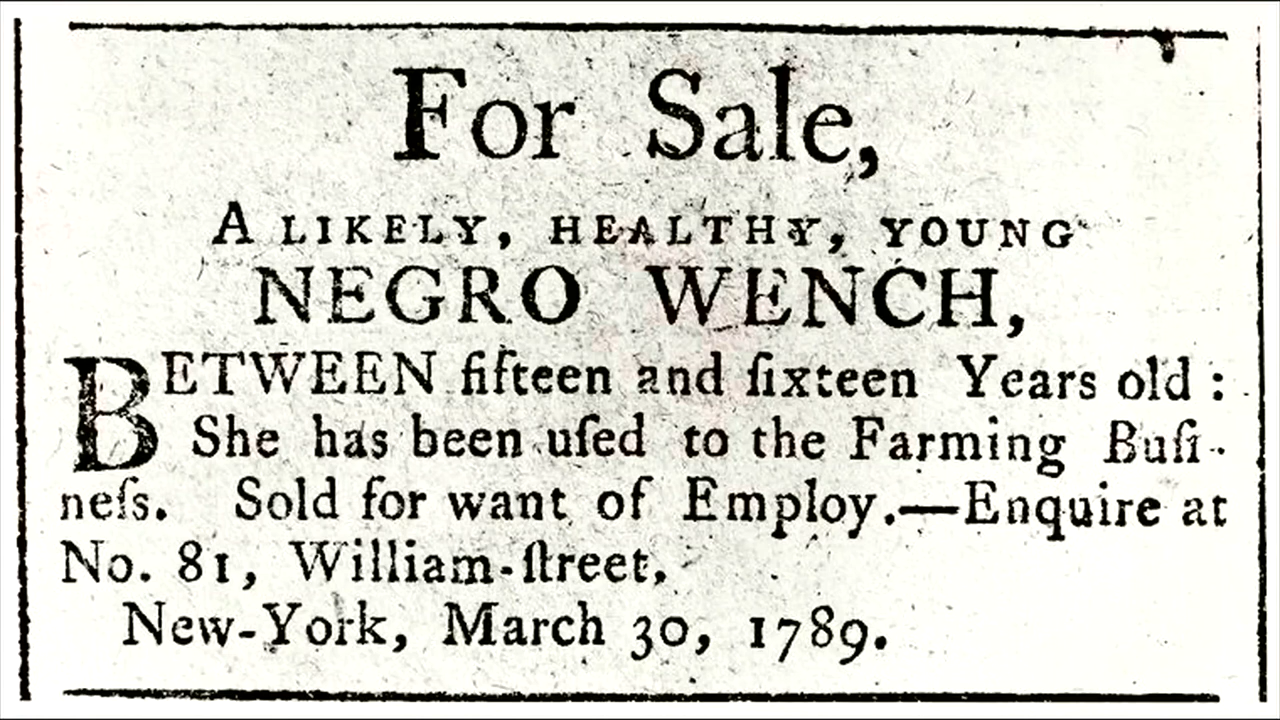 For Sale,
A LIKELY, HEALTHY, YOUNG
NEGRO WENCH,
BETWEEN fifteen and ſixteen Years old :
She has been uſed to the Farming Buſi-
neſs. Sold for want of Employ.—Enquire at
No. 81, William-ſtreet.
New-York, March 30, 1789.